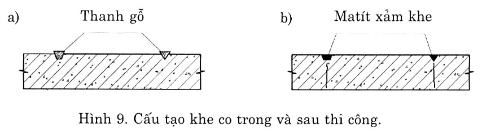 a) Thanh gỗ
b) Matít xảm khe
Hình 9. Cấu tạo khe co trong và sau thi công.